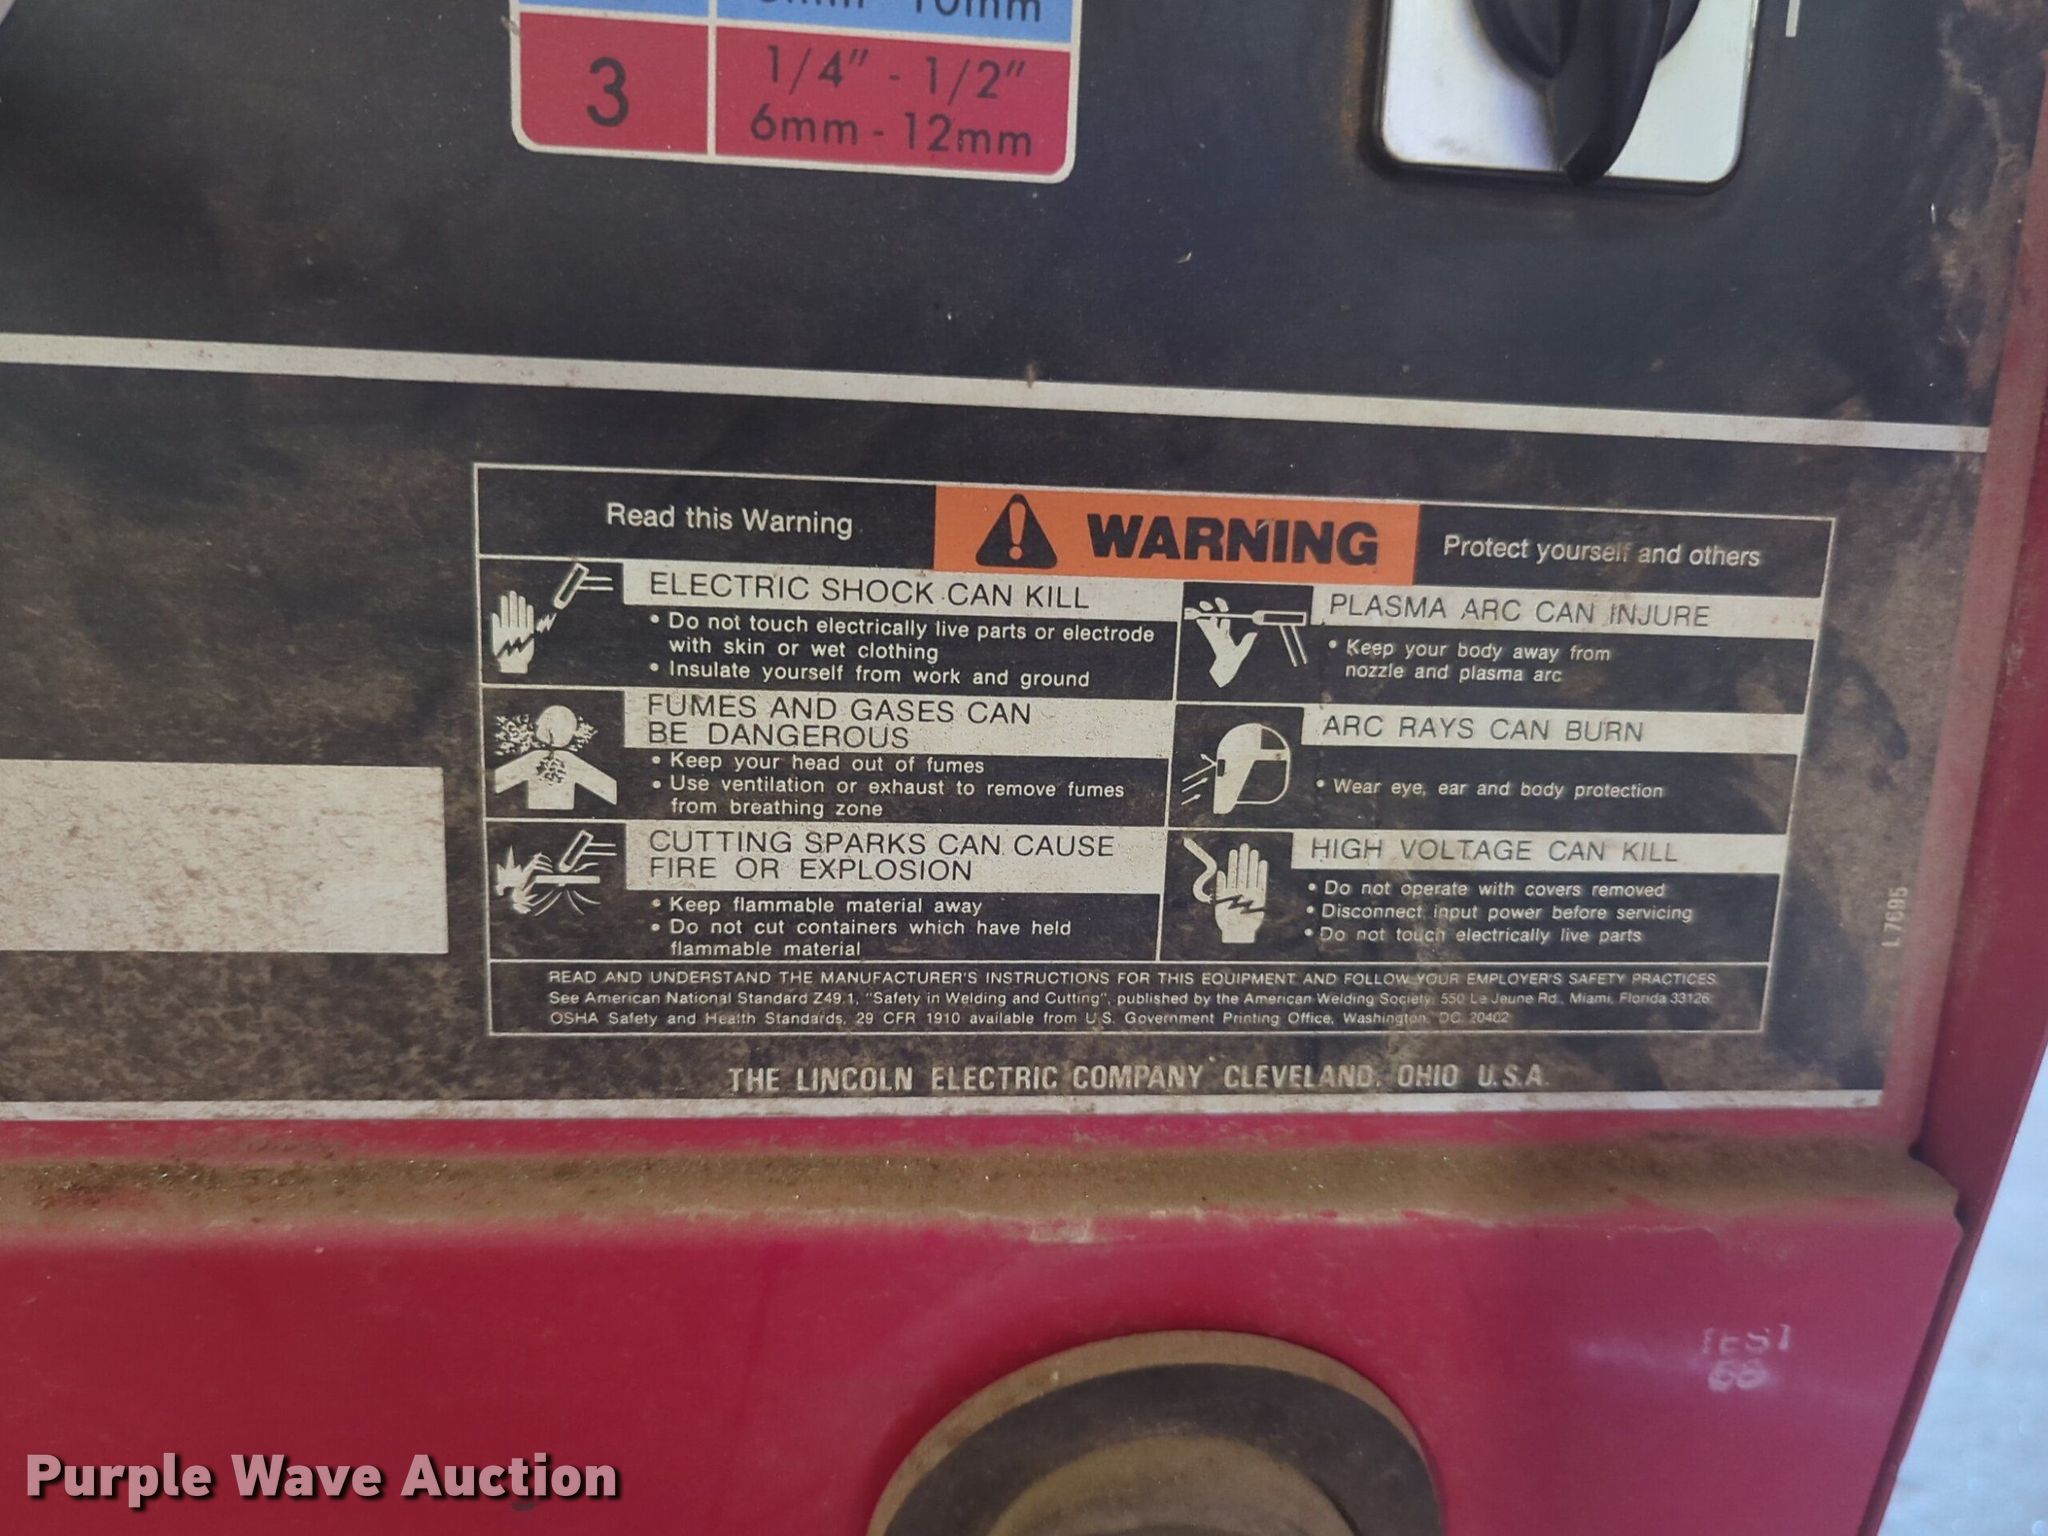 10mm
3
1/4" - 1/2"
6mm - 12mm
Read this Warning
WARNING
Protect yourself and others
ELECTRIC SHOCK CAN KILL
• Do not touch electrically live parts or electrode
with skin or wet clothing
• Insulate yourself from work and ground
FUMES AND GASES CAN
BE DANGEROUS
• Keep your head out of fumes
• Use ventilation or exhaust to remove fumes
from breathing zone
CUTTING SPARKS CAN CAUSE
FIRE OR EXPLOSION
• Keep flammable material away
• Do not cut containers which have held
flammable material
PLASMA ARC CAN INJURE
• Keep your body away from
nozzle and plasma arc
ARC RAYS CAN BURN
• Wear eye, ear and body protection
HIGH VOLTAGE CAN KILL
• Do not operate with covers removed
• Disconnect input power before servicing
• Do not touch electrically live parts
READ AND UNDERSTAND THE MANUFACTURER'S INSTRUCTIONS FOR THIS EQUIPMENT AND FOLLOW YOUR EMPLOYER'S SAFETY PRACTICES.
See American National Standard Z49.1, "Safety in Welding and Cutting", published by the American Welding Society, 550 Le Jeune Rd., Miami, Florida 33126;
OSHA Safety and Health Standards, 29 CFR 1910 available from U.S. Government Printing Office, Washington, DC 20402
L7695
THE LINCOLN ELECTRIC COMPANY CLEVELAND, OHIO U.S.A.
Purple Wave Auction